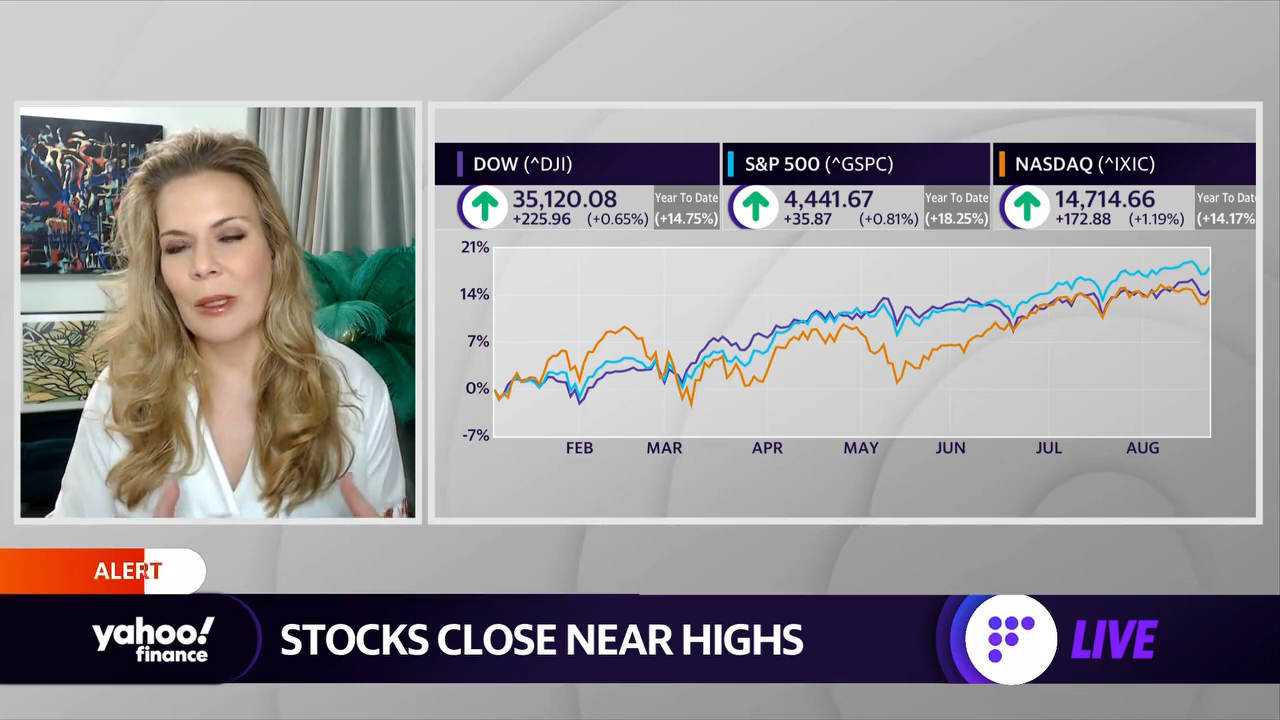 DOW (^DJI)
35,120.08
+225.96 (+0.65%)
Year To Date
(+14.75%)
S&P 500 (^GSPC)
4,441.67
+35.87 (+0.81%)
Year To Date
(+18.25%)
NASDAQ (^IXIC)
14,714.66
+172.88 (+1.19%)
Year To Dat
(+14.17%
21%
14%
7%
0%
-7%
FEB MAR APR MAY JUN JUL AUG
ALERT
yahoo!
finance
STOCKS CLOSE NEAR HIGHS
LIVE